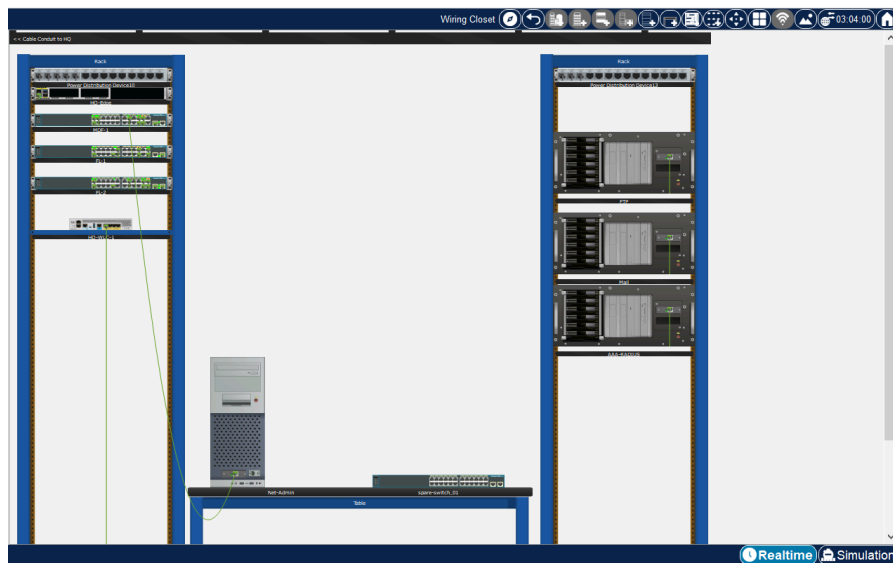 Wiring Closet
03:04:00
<< Cable Conduit to HQ
Rack
Power Distribution Device10
HQ-Edge
MDF-1
FL-1
FL-2
HQ-WLC-1
Rack
Power Distribution Device13
FTP
Mail
AAA-RADIUS
Net-Admin
spare-switch_01
Table
Realtime
Simulation